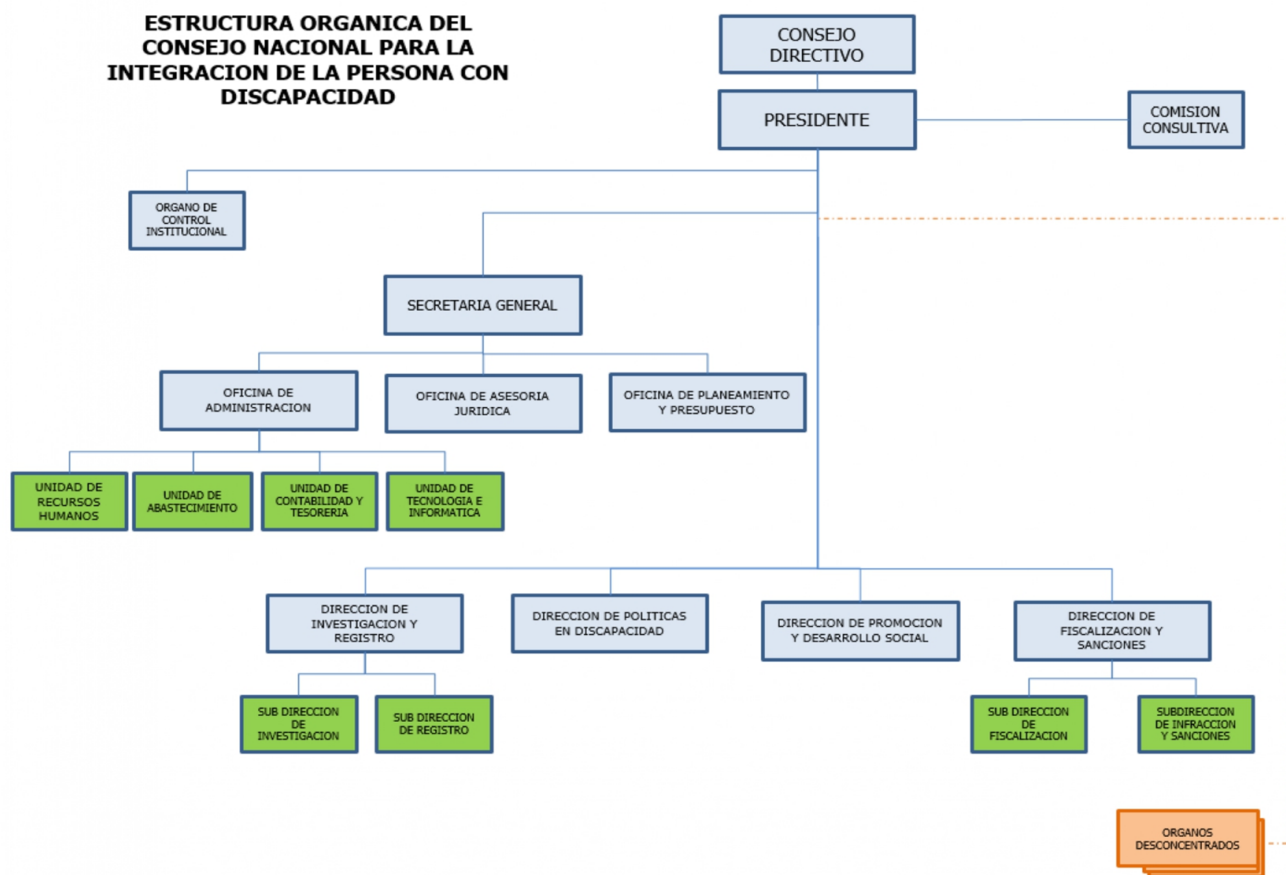 ESTRUCTURA ORGANICA DEL
CONSEJO NACIONAL PARA LA
INTEGRACION DE LA PERSONA CON
DISCAPACIDAD
CONSEJO
DIRECTIVO
PRESIDENTE
COMISION
CONSULTIVA
ORGANO DE
CONTROL
INSTITUCIONAL
SECRETARIA GENERAL
OFICINA DE
ADMINISTRACION
OFICINA DE ASESORIA
JURIDICA
OFICINA DE PLANEAMIENTO
Y PRESUPUESTO
UNIDAD DE
RECURSOS
HUMANOS
UNIDAD DE
ABASTECIMIENTO
UNIDAD DE
CONTABILIDAD Y
TESORERIA
UNIDAD DE
TECNOLOGIA E
INFORMATICA
DIRECCION DE
INVESTIGACION Y
REGISTRO
DIRECCION DE POLITICAS
EN DISCAPACIDAD
DIRECCION DE PROMOCION
Y DESARROLLO SOCIAL
DIRECCION DE
FISCALIZACION Y
SANCIONES
SUB DIRECCION
DE
INVESTIGACION
SUB DIRECCION
DE REGISTRO
SUB DIRECCION
DE
FISCALIZACION
SUBDIRECCION
DE INFRACCION
Y SANCIONES
ORGANOS
DESCONCENTRADOS